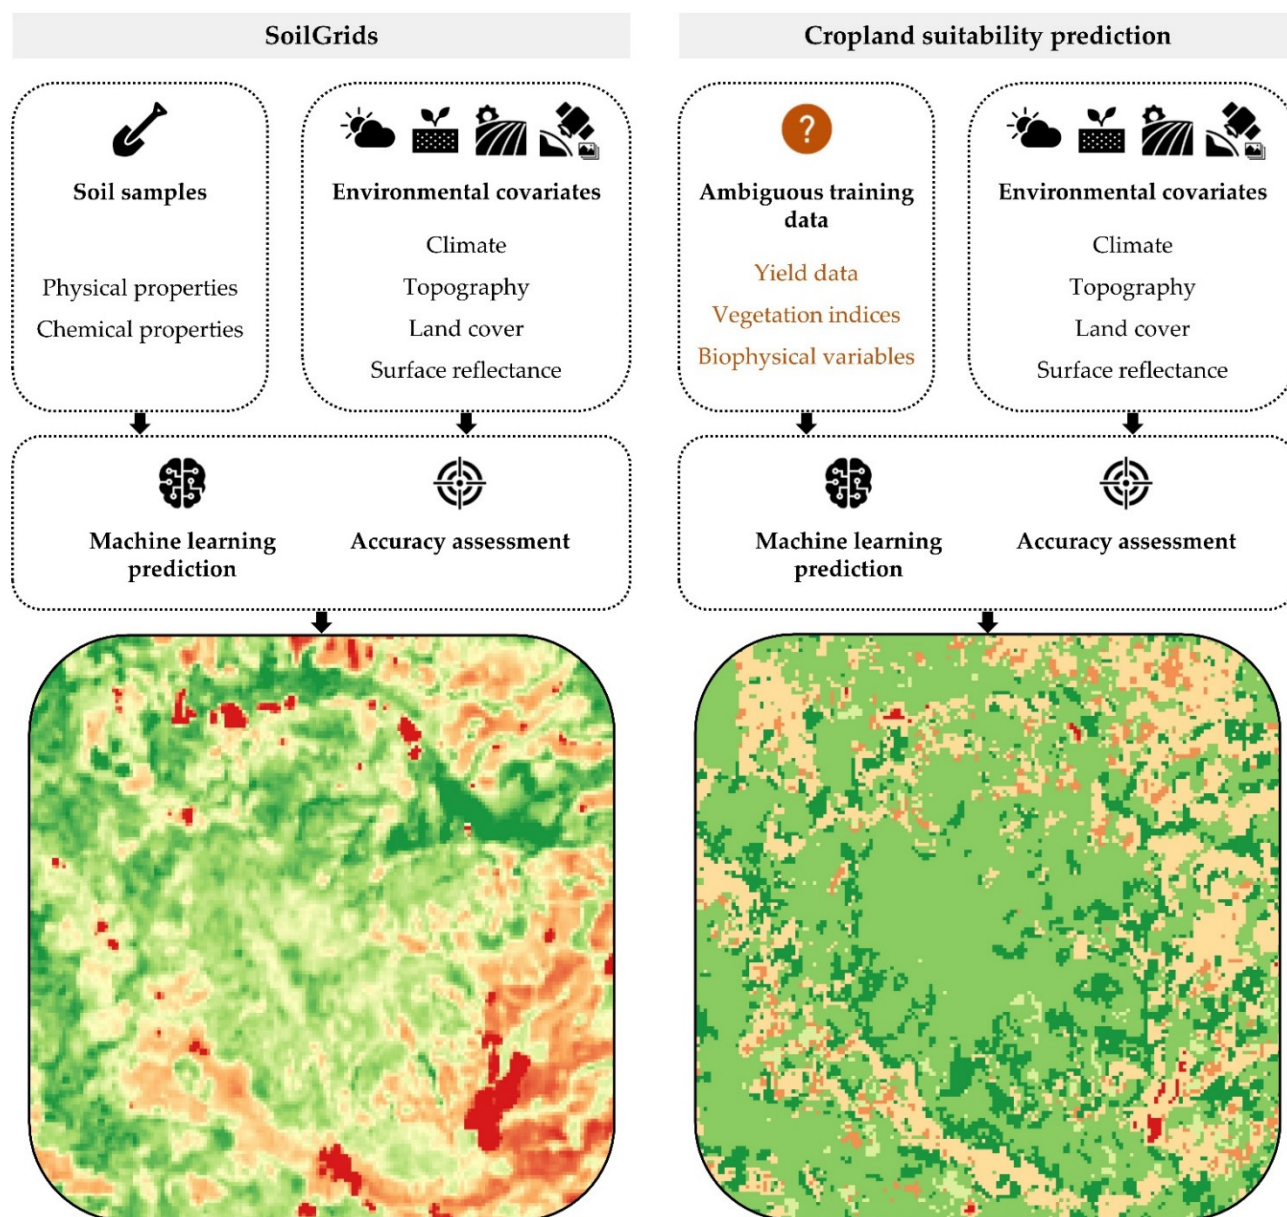 SoilGrids
Soil samples
Physical properties
Chemical properties
Environmental covariates
Climate
Topography
Land cover
Surface reflectance
Machine learning
prediction
Accuracy assessment
Cropland suitability prediction
?
Ambiguous training
data
Yield data
Vegetation indices
Biophysical variables
Environmental covariates
Climate
Topography
Land cover
Surface reflectance
Machine learning
prediction
Accuracy assessment